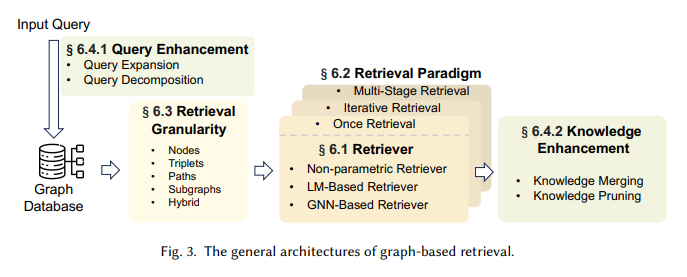 Input Query
§ 6.4.1 Query Enhancement
• Query Expansion
• Query Decomposition
Graph
Database
§ 6.3 Retrieval
Granularity
• Nodes
• Triplets
• Paths
• Subgraphs
• Hybrid
§ 6.2 Retrieval Paradigm
• Multi-Stage Retrieval
• Iterative Retrieval
• Once Retrieval
§ 6.1 Retriever
• Non-parametric Retriever
• LM-Based Retriever
• GNN-Based Retriever
§ 6.4.2 Knowledge
Enhancement
• Knowledge Merging
• Knowledge Pruning
Fig. 3. The general architectures of graph-based retrieval.